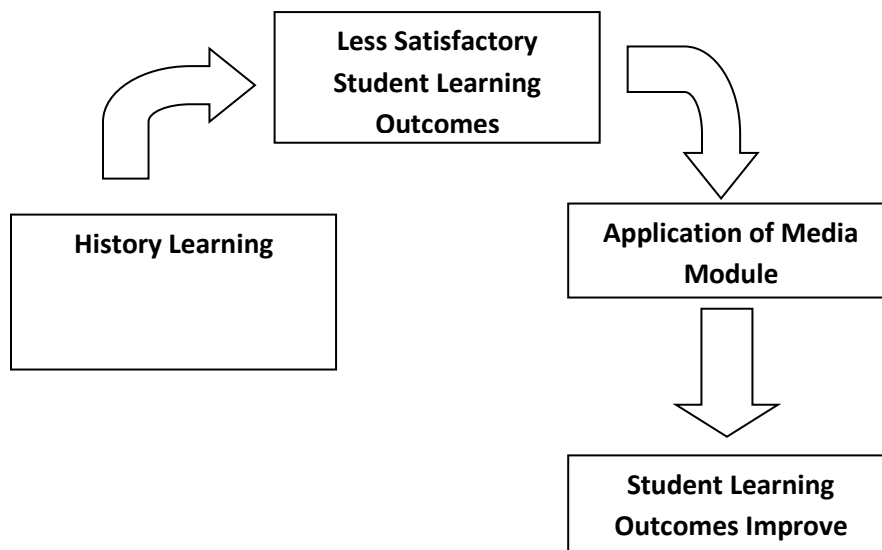 Less Satisfactory
Student Learning
Outcomes
History Learning
Application of Media
Module
Student Learning
Outcomes Improve